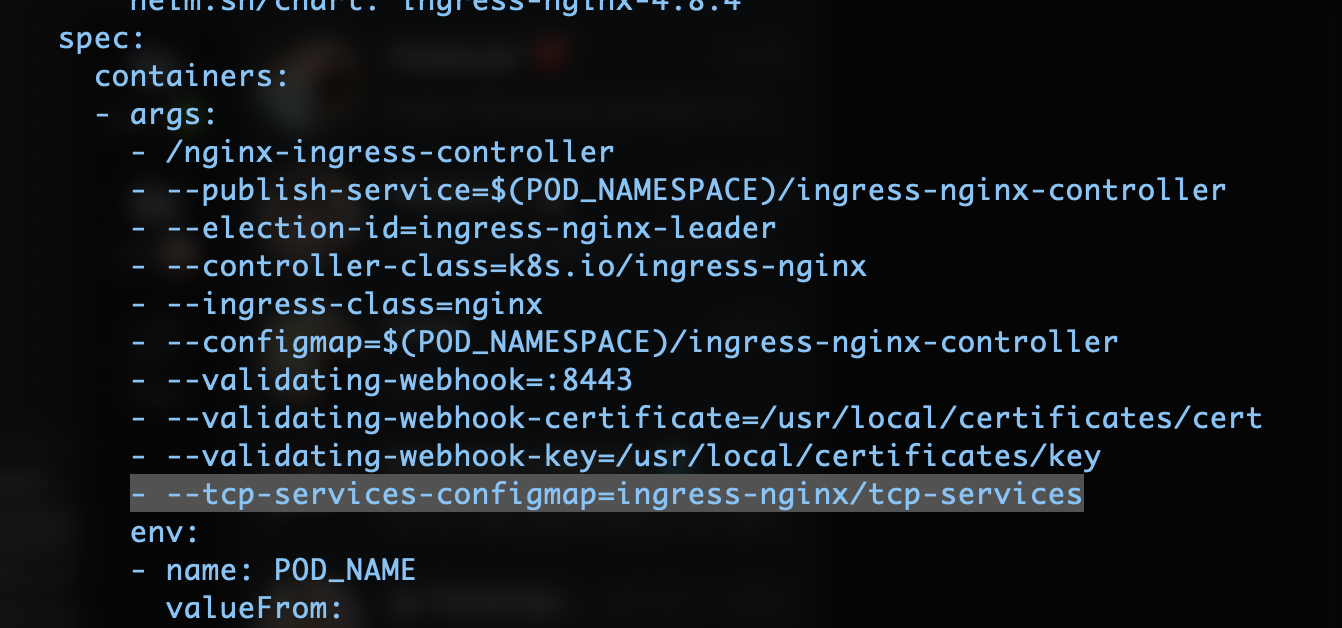 helm.sh/chart: ingress-nginx-4.8.4
spec:
containers:
- args:
- /nginx-ingress-controller
- --publish-service=$(POD_NAMESPACE)/ingress-nginx-controller
- --election-id=ingress-nginx-leader
- --controller-class=k8s.io/ingress-nginx
- --ingress-class=nginx
- --configmap=$(POD_NAMESPACE)/ingress-nginx-controller
- --validating-webhook=:8443
- --validating-webhook-certificate=/usr/local/certificates/cert
- --validating-webhook-key=/usr/local/certificates/key
- --tcp-services-configmap=ingress-nginx/tcp-services
env:
- name: POD_NAME
valueFrom: